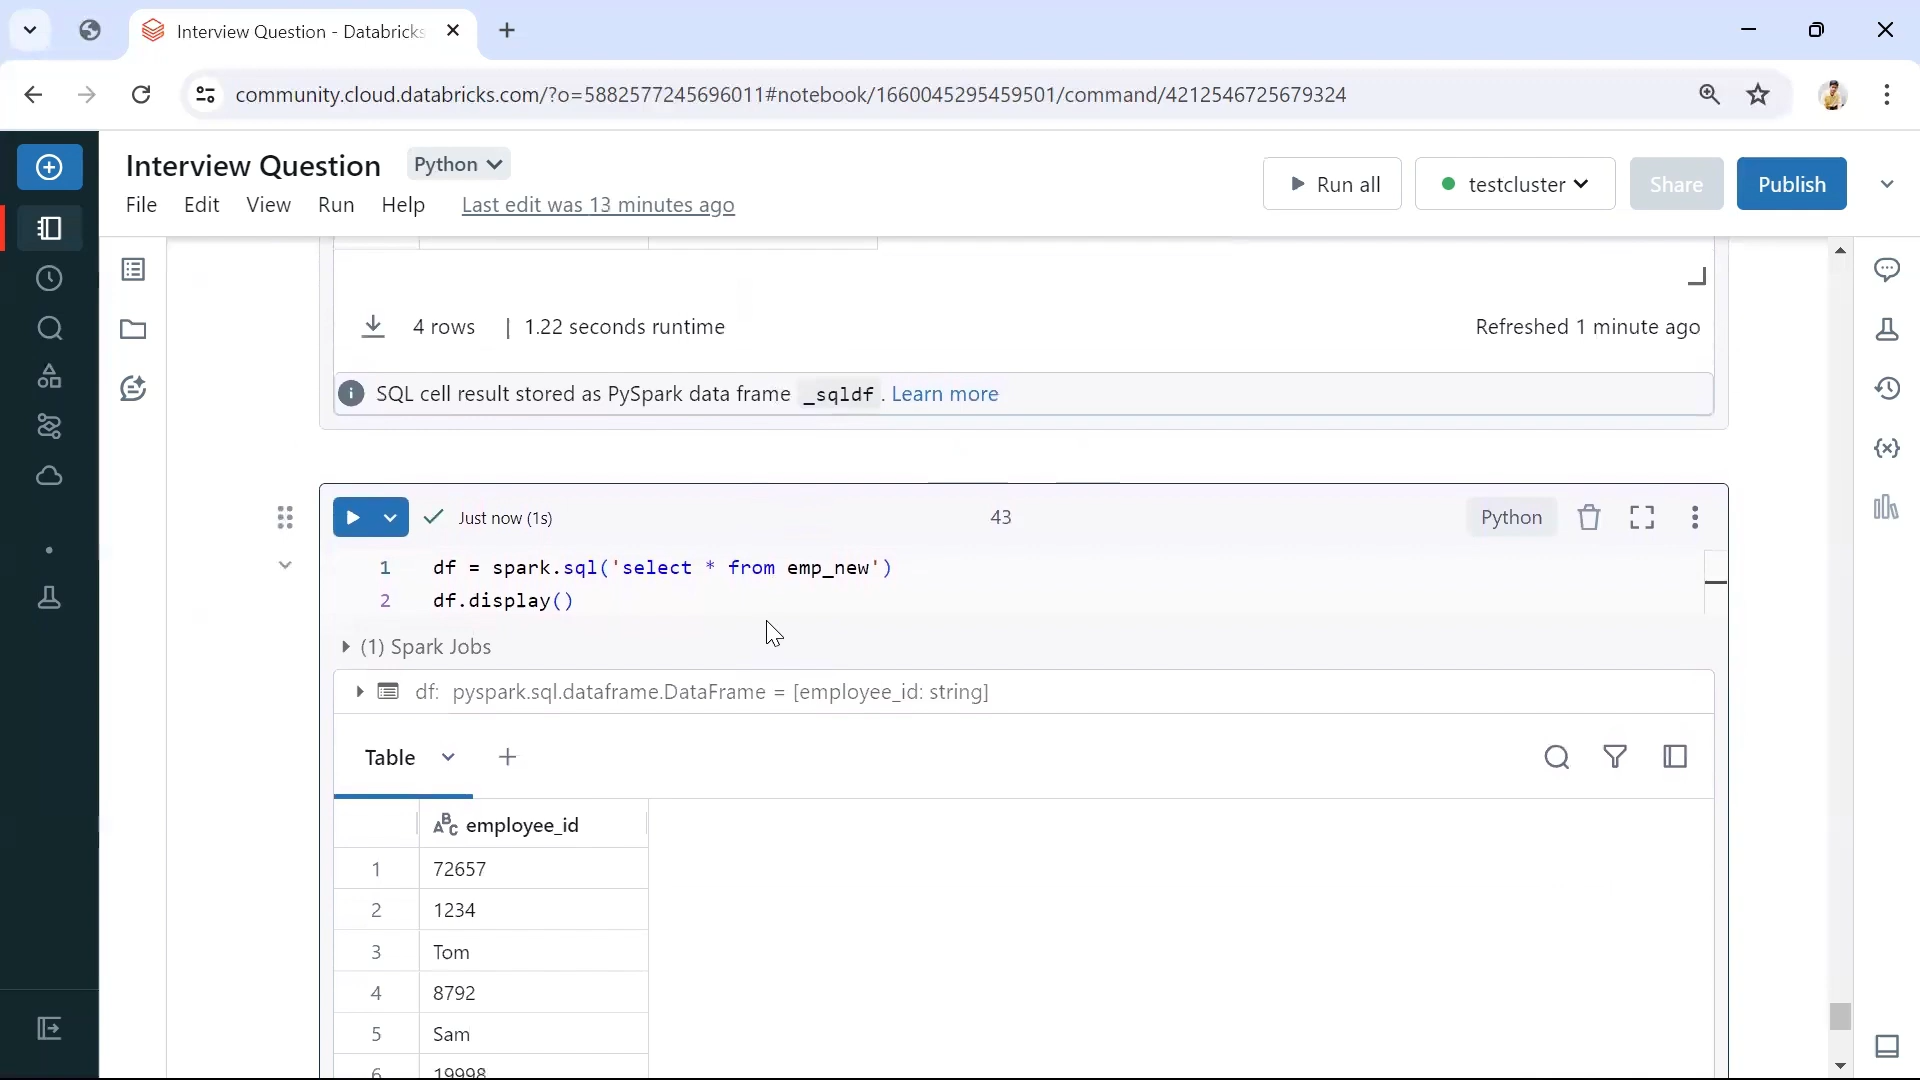 Interview Question - Databricks
community.cloud.databricks.com/?o=5882577245696011#notebook/1660045295459501/command/4212546725679324
Interview Question Python
Run all testcluster Share Publish
File Edit View Run Help Last edit was 13 minutes ago
4 rows | 1.22 seconds runtime Refreshed 1 minute ago
SQL cell result stored as PySpark data frame _sqldf. Learn more
Just now (1s) 43 Python
1 df = spark.sql('select * from emp_new')
2 df.display()
(1) Spark Jobs
df: pyspark.sql.dataframe.DataFrame = [employee_id: string]
Table
ABC employee_id
1 72657
2 1234
3 Tom
4 8792
5 Sam
6 19998